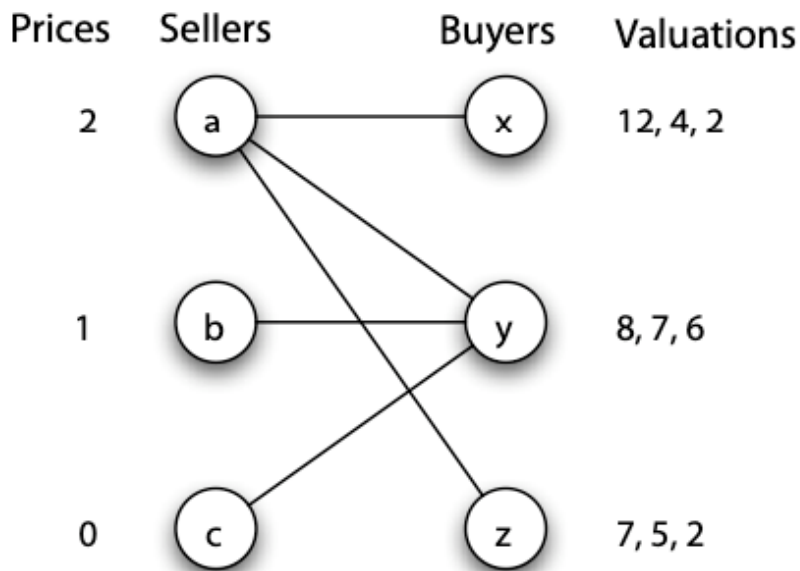 Prices Sellers Buyers Valuations
2 a x 12, 4, 2
1 b y 8, 7, 6
0 c z 7, 5, 2